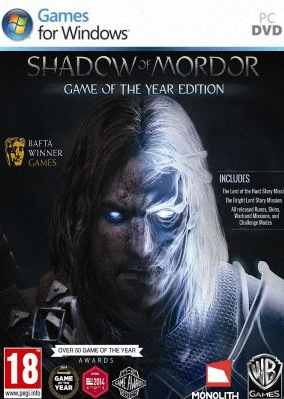 Games
for Windows
PC
DVD
SHADOW OF MORDOR
GAME OF THE YEAR EDITION
BAFTA
WINNER
GAMES
INCLUDES
The Lord of the Hunt Story Mission
The Bright Lord Story Mission
All released Runes, Skins,
Warband Missions, and
Challenge Modes
OVER 50 GAME OF THE YEAR
AWARDS
GAME OF
THE YEAR
2014
18
www.pegi.info
MONOLITH
WB
GAMES